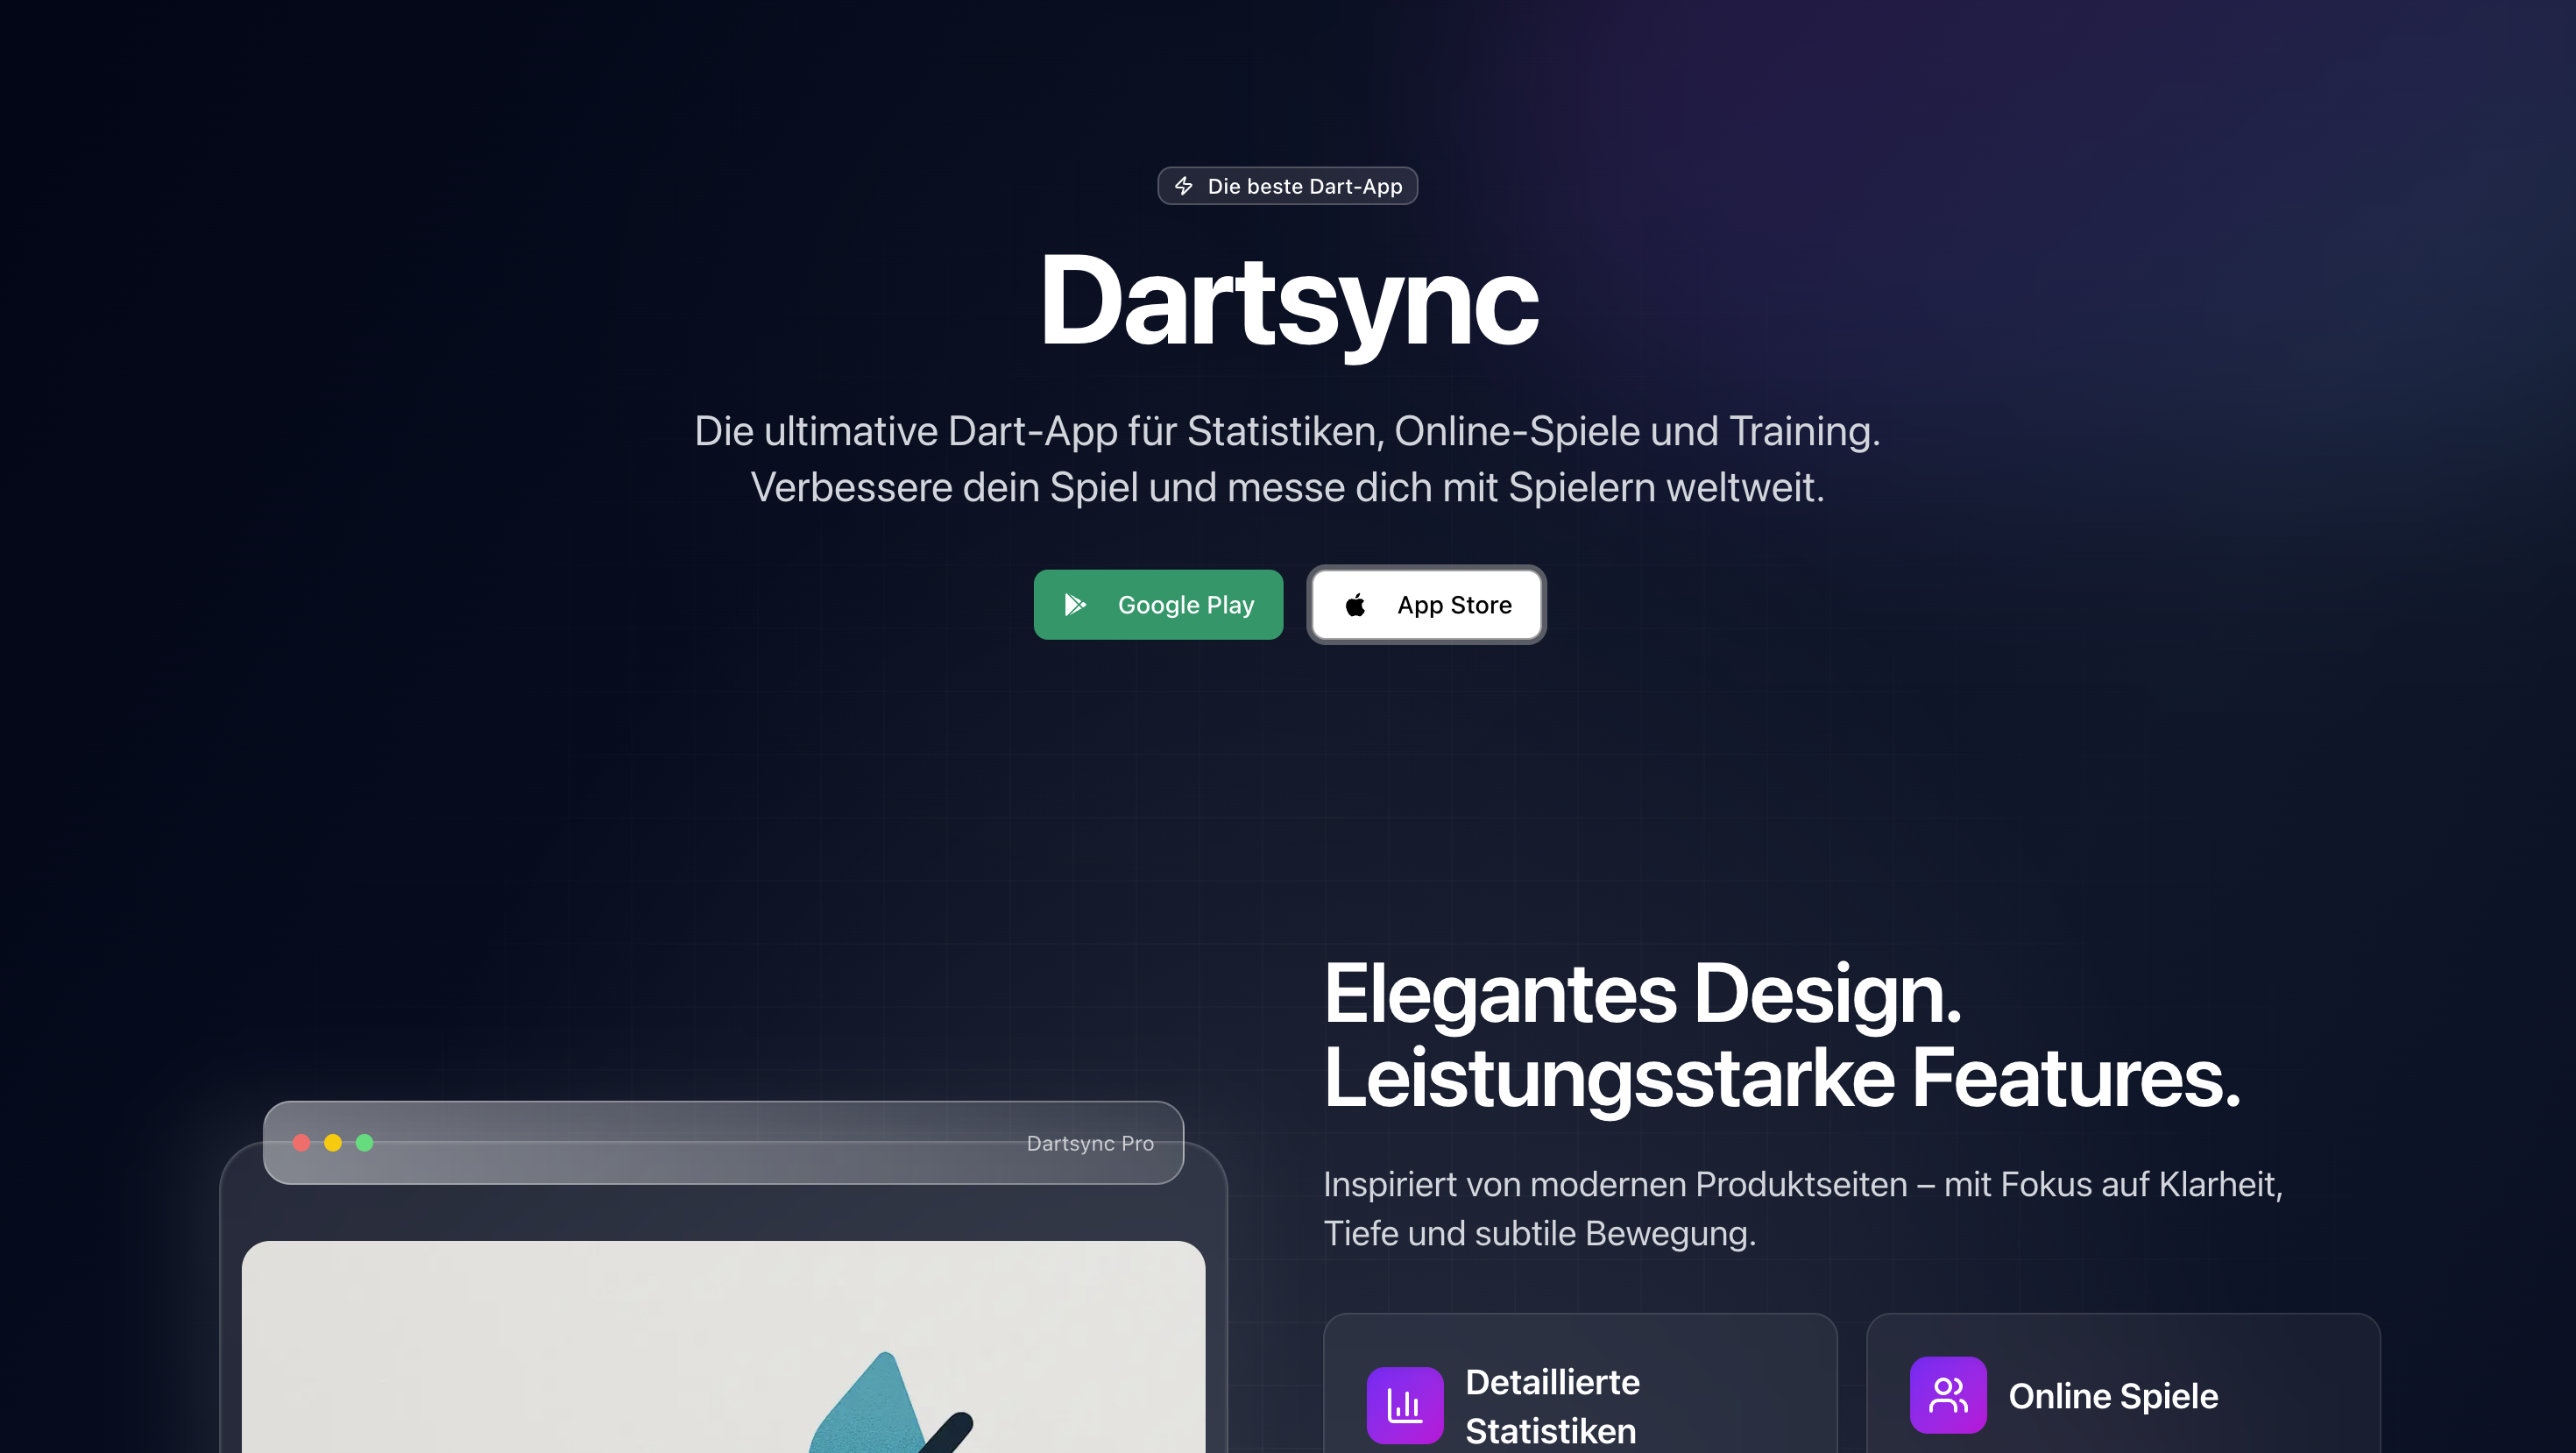 Die beste Dart-App
Dartsync
Die ultimative Dart-App für Statistiken, Online-Spiele und Training.
Verbessere dein Spiel und messe dich mit Spielern weltweit.
Google Play
App Store
Elegantes Design.
Leistungsstarke Features.
Dartsync Pro
Inspiriert von modernen Produktseiten – mit Fokus auf Klarheit,
Tiefe und subtile Bewegung.
Detaillierte
Statistiken
Online Spiele